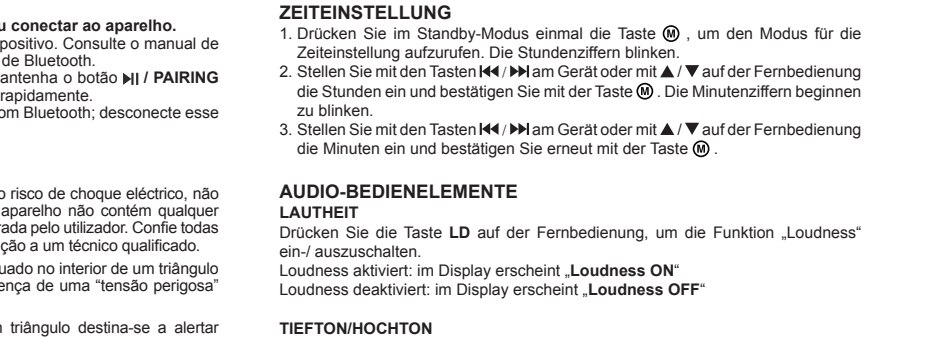 u conectar ao aparelho.
positivo. Consulte o manual de
de Bluetooth.
antenha o botão ⏯ / PAIRING
rapidamente.
om Bluetooth; desconecte esse
o risco de choque eléctrico, não
aparelho não contém qualquer
rada pelo utilizador. Confie todas
ção a um técnico qualificado.
uado no interior de um triângulo
ença de uma “tensão perigosa”
m triângulo destina-se a alertar
ZEITEINSTELLUNG
1. Drücken Sie im Standby-Modus einmal die Taste Ⓜ , um den Modus für die
Zeiteinstellung aufzurufen. Die Stundenziffern blinken.
2. Stellen Sie mit den Tasten ⏮ / ⏭ am Gerät oder mit ▲ / ▼ auf der Fernbedienung
die Stunden ein und bestätigen Sie mit der Taste Ⓜ . Die Minutenziffern beginnen
zu blinken.
3. Stellen Sie mit den Tasten ⏮ / ⏭ am Gerät oder mit ▲ / ▼ auf der Fernbedienung
die Minuten ein und bestätigen Sie erneut mit der Taste Ⓜ .
AUDIO-BEDIENELEMENTE
LAUTHEIT
Drücken Sie die Taste LD auf der Fernbedienung, um die Funktion „Loudness“
ein-/ auszuschalten.
Loudness aktiviert: im Display erscheint „Loudness ON“
Loudness deaktiviert: im Display erscheint „Loudness OFF“
TIEFTON/HOCHTON